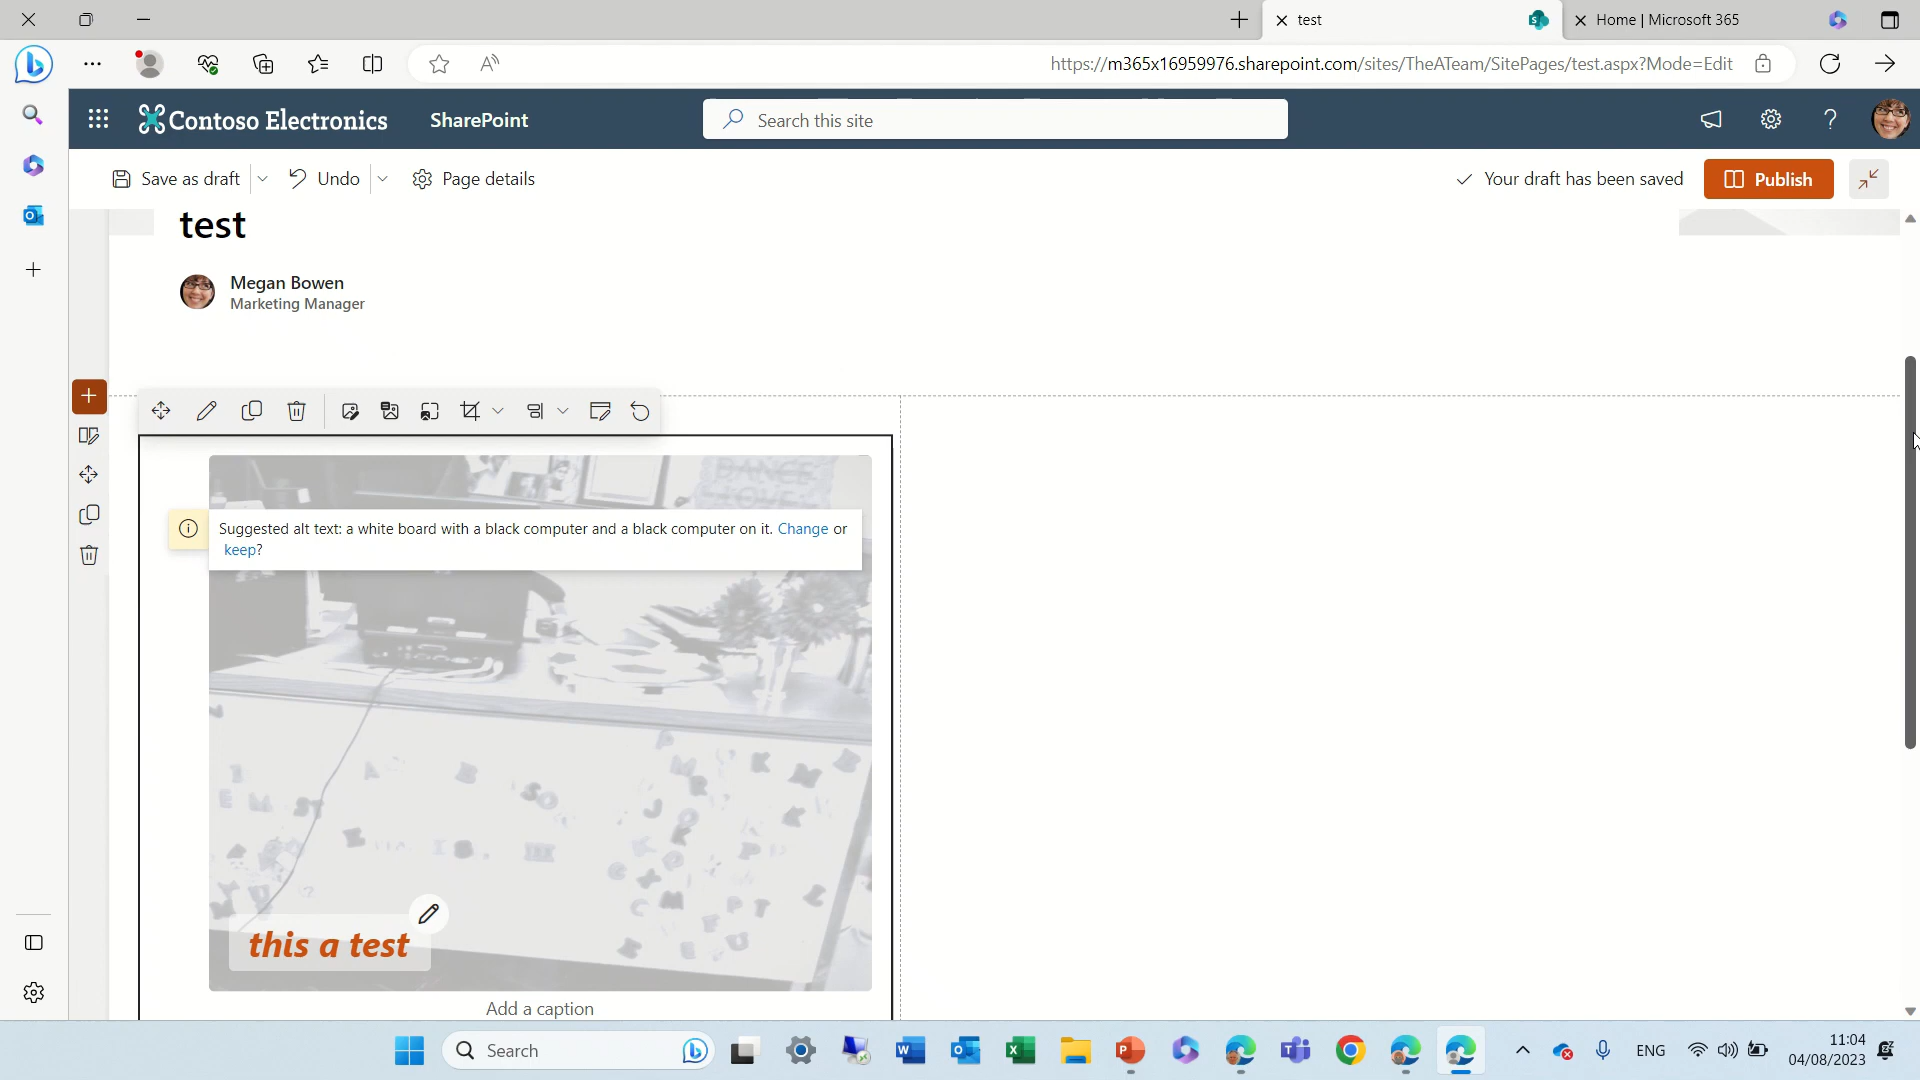 test
Home | Microsoft 365
https://m365x16959976.sharepoint.com/sites/TheATeam/SitePages/test.aspx?Mode=Edit
Contoso Electronics
SharePoint
Search this site
Save as draft
Undo
Page details
Your draft has been saved
Publish
test
Megan Bowen
Marketing Manager
DANCE
LOVE
Suggested alt text: a white board with a black computer and a black computer on it. Change or
keep?
this a test
Add a caption
Search
ENG
11:04
04/08/2023